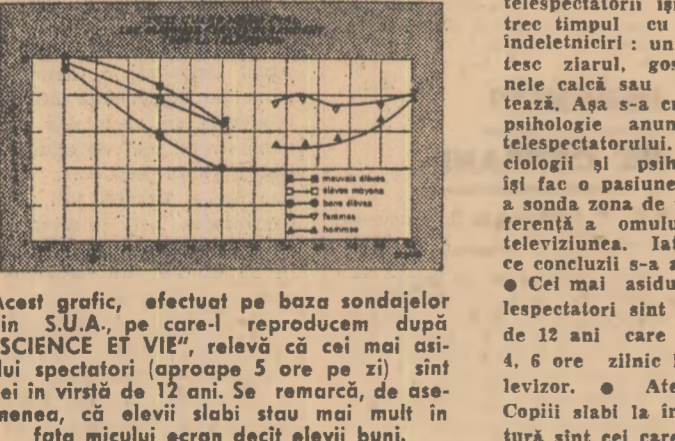 mauvais élèves
élèves moyens
bons élèves
femmes
hommes
Acest grafic, efectuat pe baza sondajelor
in S.U.A., pe care-l reproducem după
SCIENCE ET VIE”, relevă că cei mai asi-
lui spectatori (aproape 5 ore pe zi) sînt
ei în virstă de 12 ani. Se remarcă, de ase-
menea, că elevii slabi stau mai mult în
fața micului ecran decît elevii buni.
telespectatorii își
trec timpul cu
îndeletniciri : un
tesc ziarul, gos
nele calcă sau
tează. Așa s-a cr
psihologie anun
telespectatorului.
ciologii și psih
își fac o pasiune
a sonda zona de
ferență a omulu
televiziunea. Iat
ce concluzii s-a a
● Cei mai asidu
lespectatori sint
de 12 ani care
4, 6 ore zilnic
levizor. ● Ate
Copiii slabi la în
tură sînt cei care